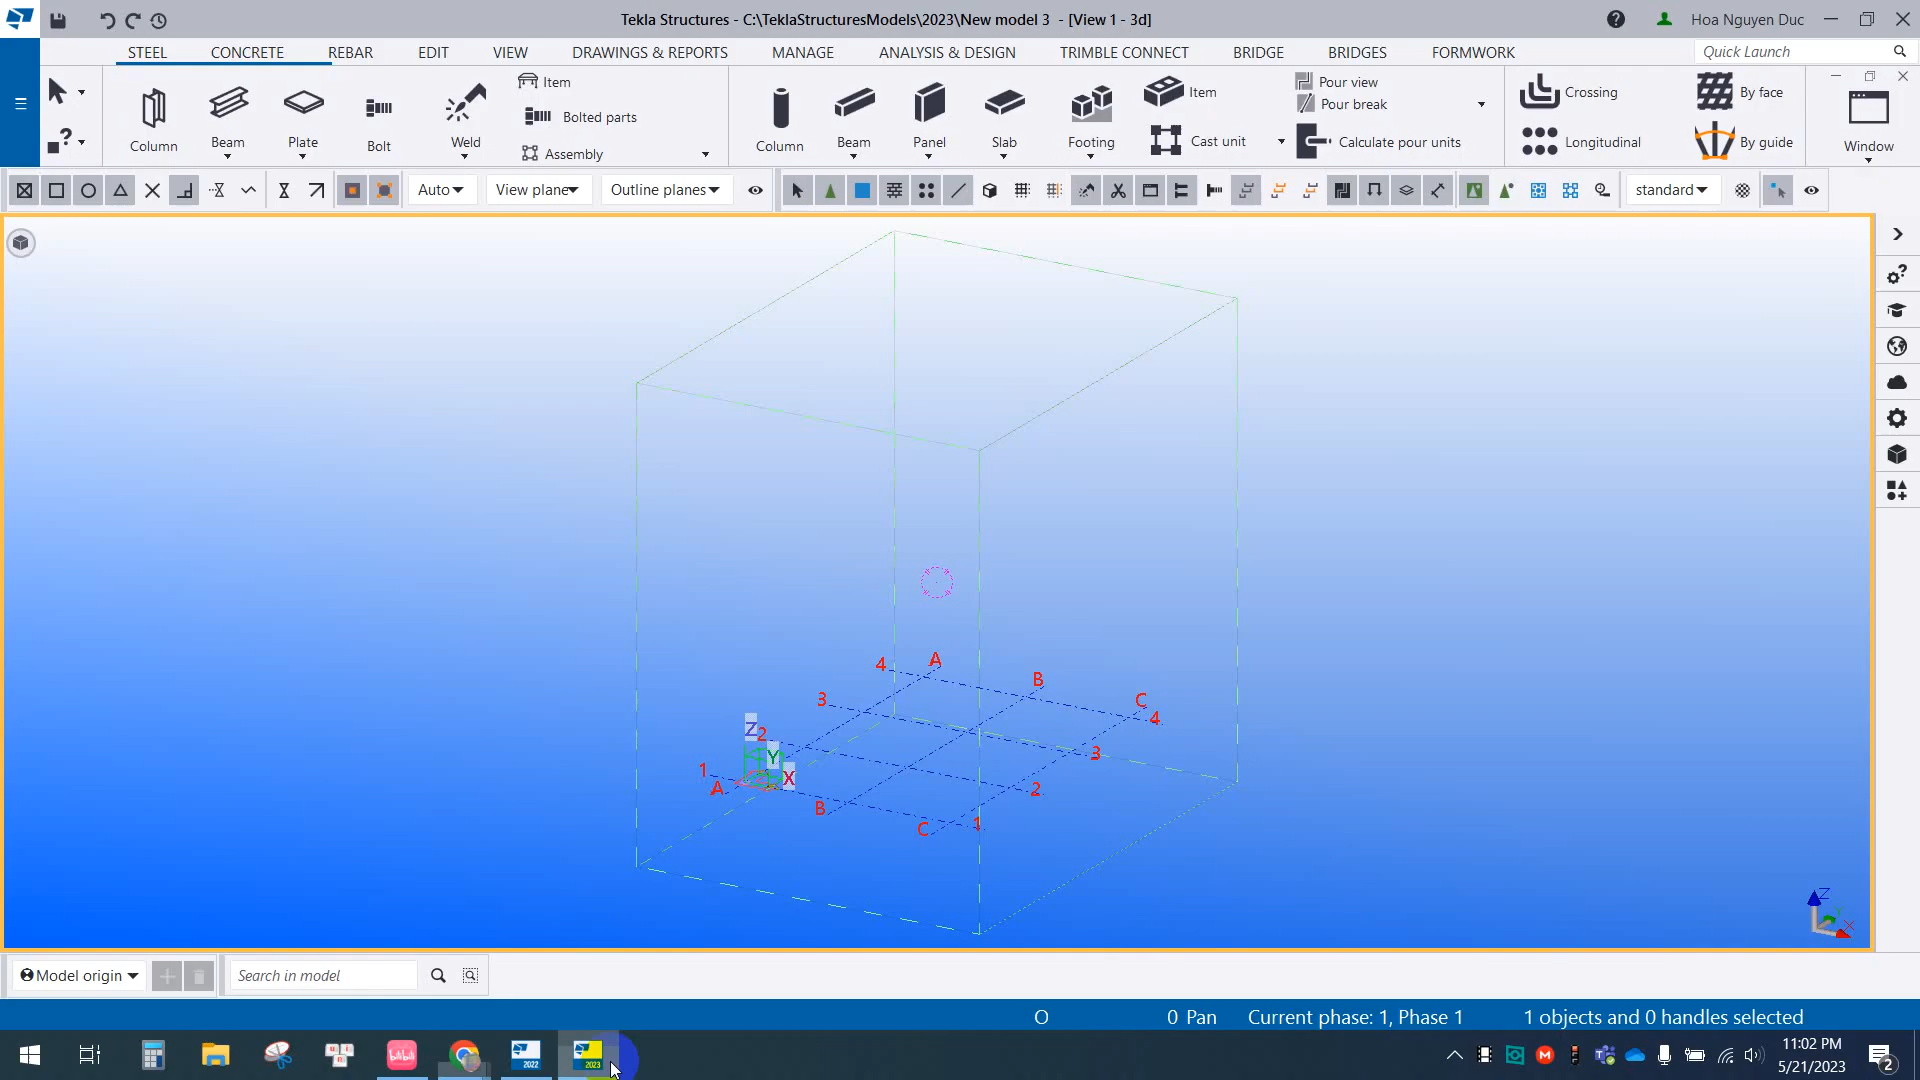 Tekla Structures - C:\TeklaStructuresModels\2023\New model 3 - [View 1 - 3d]
Hoa Nguyen Duc
STEEL CONCRETE REBAR EDIT VIEW DRAWINGS & REPORTS MANAGE ANALYSIS & DESIGN TRIMBLE CONNECT BRIDGE BRIDGES FORMWORK
Quick Launch
Item
Bolted parts
Assembly
Column Beam Plate Bolt Weld
Column Beam Panel Slab Footing
Item
Cast unit
Pour view
Pour break
Calculate pour units
Crossing
Longitudinal
By face
By guide
Window
Auto View plane Outline planes standard
4 A
B
3
C
4
Z 2
Y
3
1
X
A
2
B
C 1
Z
Y
X
Model origin
Search in model
O 0 Pan Current phase: 1, Phase 1 1 objects and 0 handles selected
bilibili
2022
2023
11:02 PM
5/21/2023
2